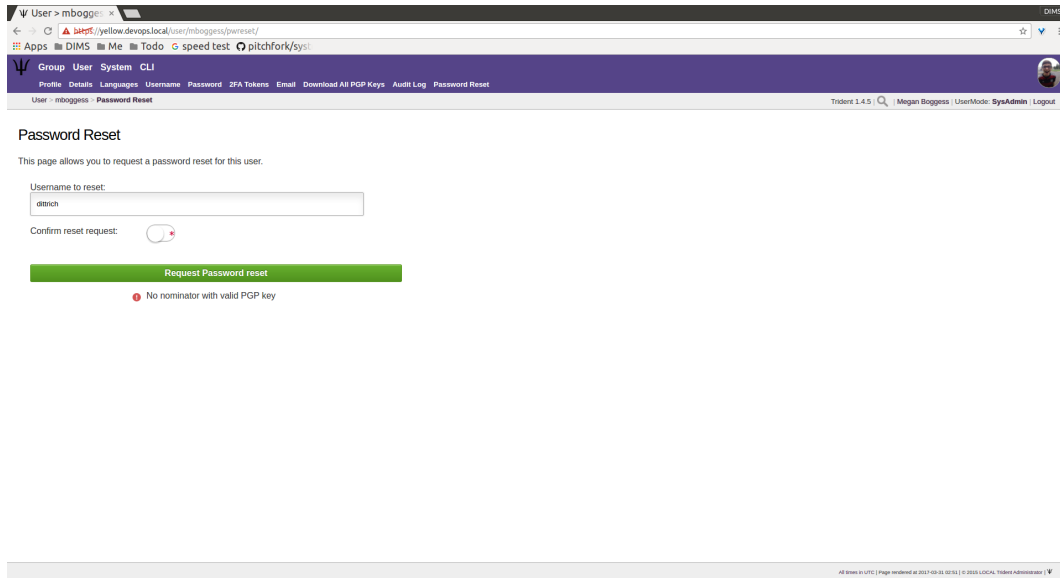 Ψ User > mbogges ×
DIMS
https://yellow.devops.local/user/mboggess/pwreset/
Apps DIMS Me Todo speed test pitchfork/syst
Ψ Group User System CLI
Profile Details Languages Username Password 2FA Tokens Email Download All PGP Keys Audit Log Password Reset
User > mboggess > Password Reset
Trident 1.4.5 | | Megan Boggess | UserMode: SysAdmin | Logout
Password Reset
This page allows you to request a password reset for this user.
Username to reset:
dittrich
Confirm reset request:
*
Request Password reset
No nominator with valid PGP key
All times in UTC | Page rendered at 2017-03-31 02:51 | © 2015 LOCAL Trident Administrator | Ψ